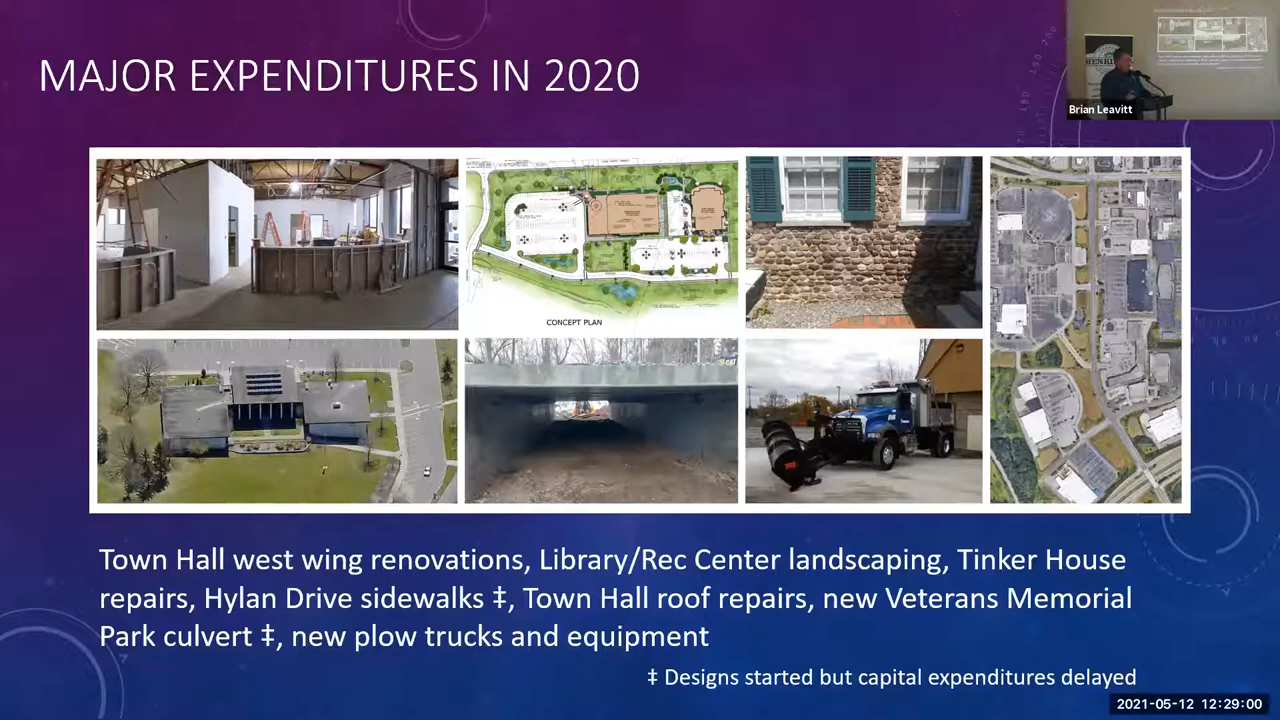 MAJOR EXPENDITURES IN 2020
Brian Leavitt
CONCEPT PLAN
Town Hall west wing renovations, Library/Rec Center landscaping, Tinker House
repairs, Hylan Drive sidewalks ‡, Town Hall roof repairs, new Veterans Memorial
Park culvert ‡, new plow trucks and equipment
‡ Designs started but capital expenditures delayed
2021-05-12 12:29:00